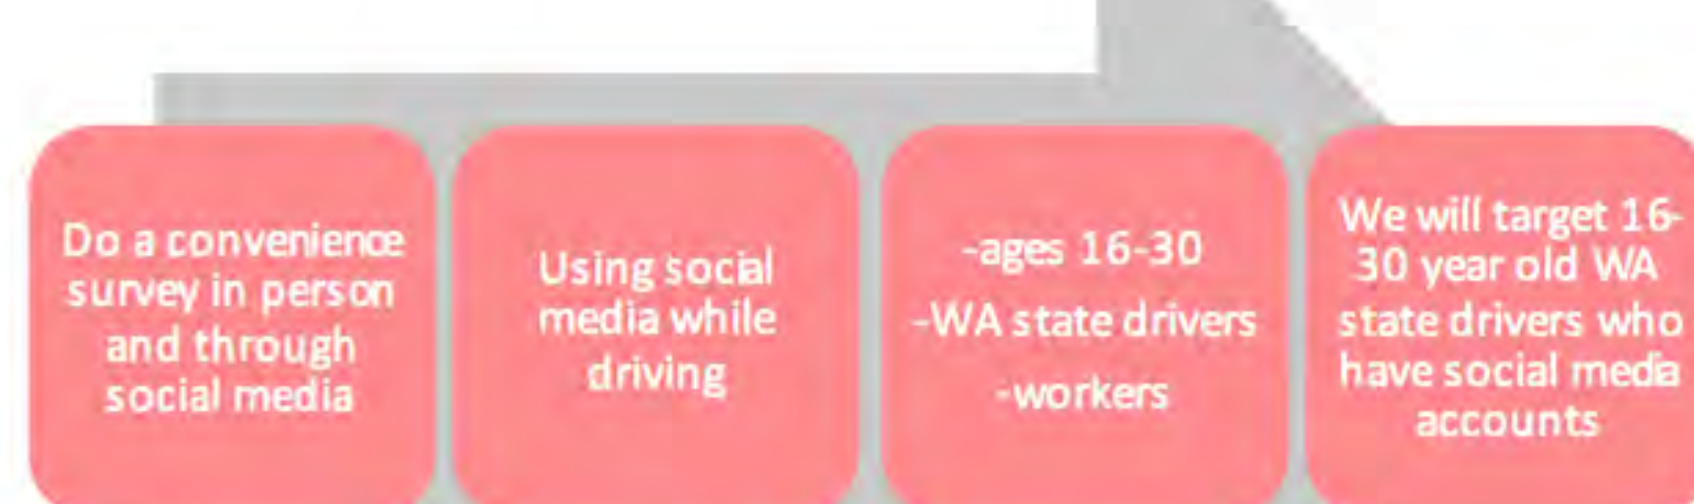 Do a convenience
survey in person
and through
social media
Using social
media while
driving
-ages 16-30
-WA state drivers
-workers
We will target 16-
30 year old WA
state drivers who
have social media
accounts